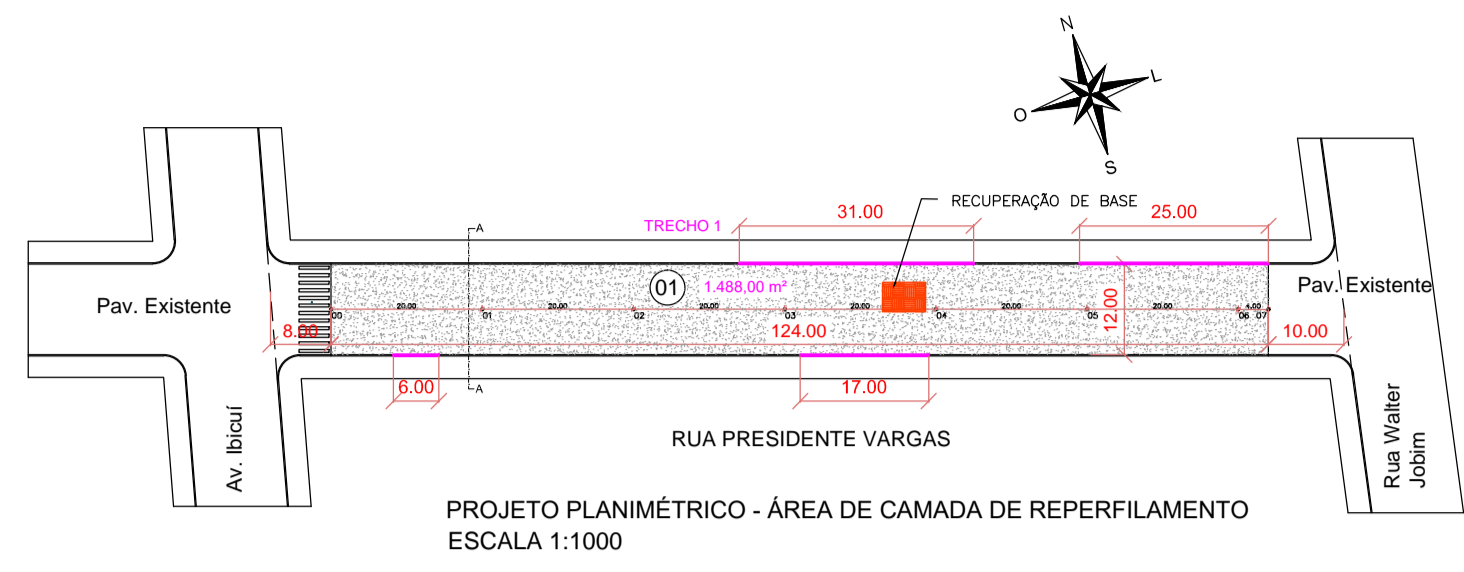 N
L
O
S
RECUPERAÇÃO DE BASE
31.00
25.00
TRECHO 1
A
01
1.488,00 m²
Pav. Existente
Pav. Existente
20.00
20.00
20.00
20.00
20.00
20.00
4.00
00
01
02
03
04
05
06
07
8.00
124.00
12.00
10.00
6.00
17.00
A
Av. Ibicuí
RUA PRESIDENTE VARGAS
Rua Walter
Jobim
PROJETO PLANIMÉTRICO - ÁREA DE CAMADA DE REPERFILAMENTO
ESCALA 1:1000